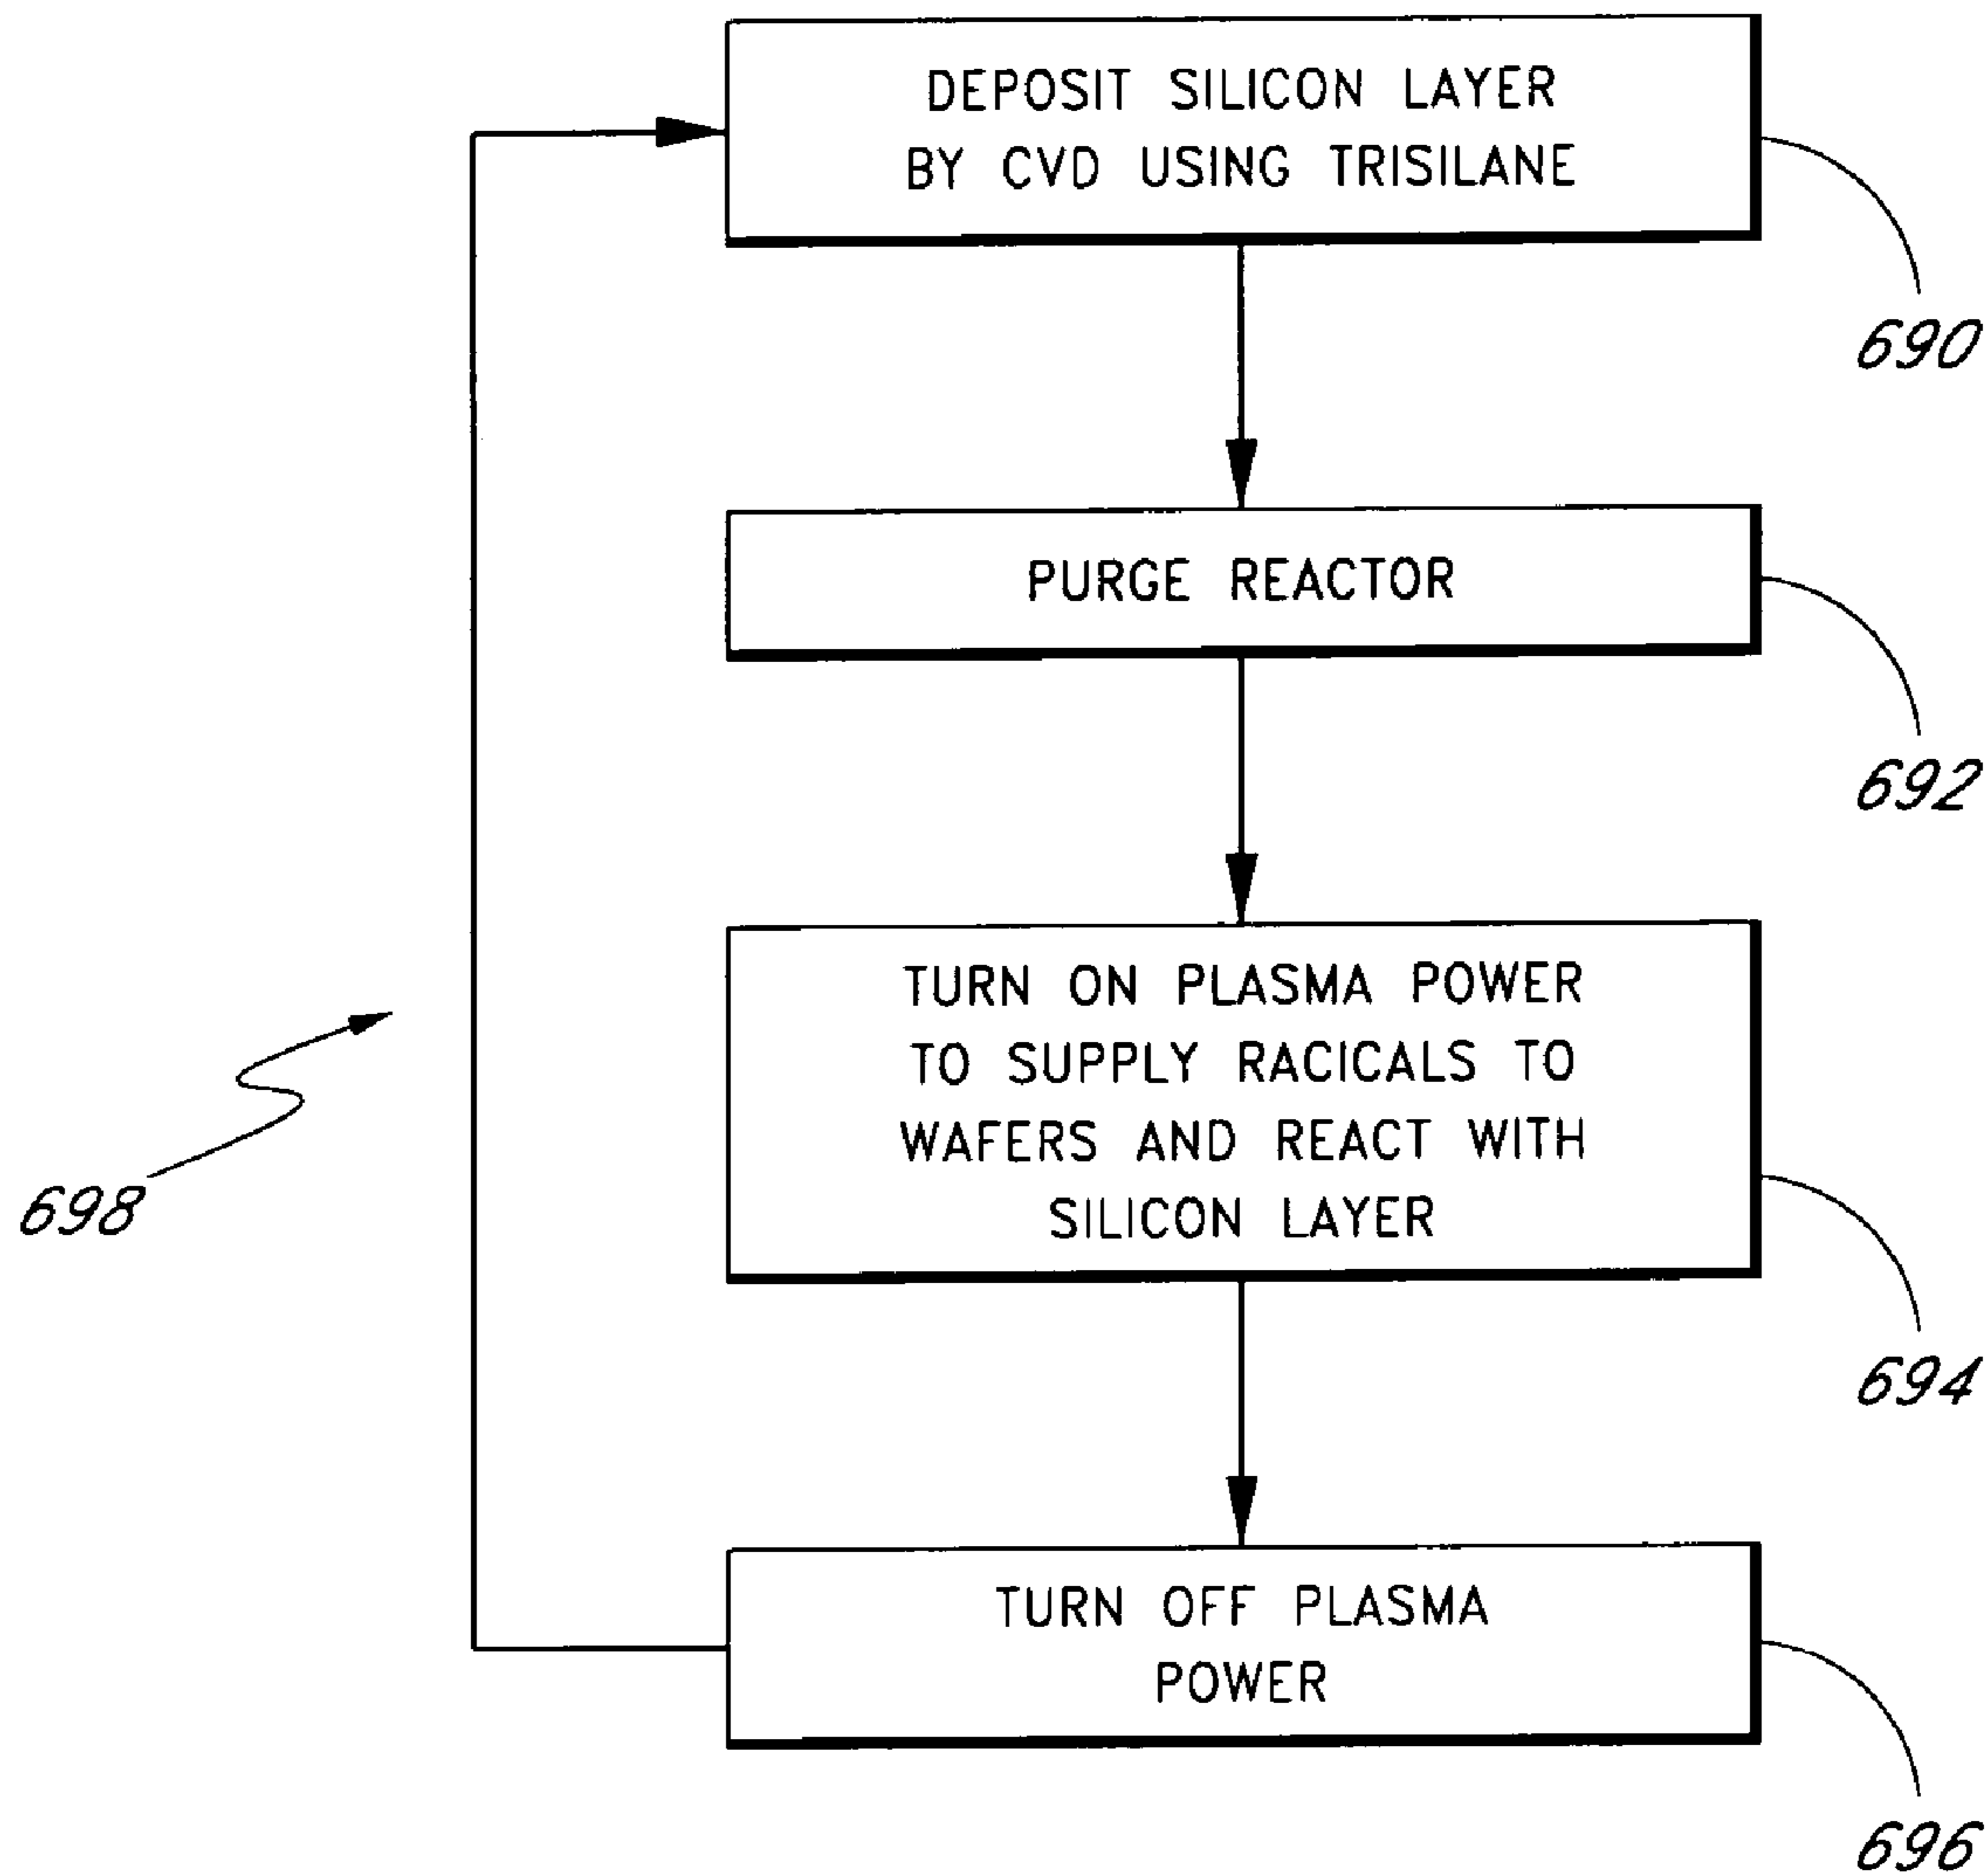 DEPOSIT SILICON LAYER
BY CVD USING TRISILANE
690
PURGE REACTOR
692
TURN ON PLASMA POWER
TO SUPPLY RACICALS TO
WAFERS AND REACT WITH
SILICON LAYER
698
694
TURN OFF PLASMA
POWER
696